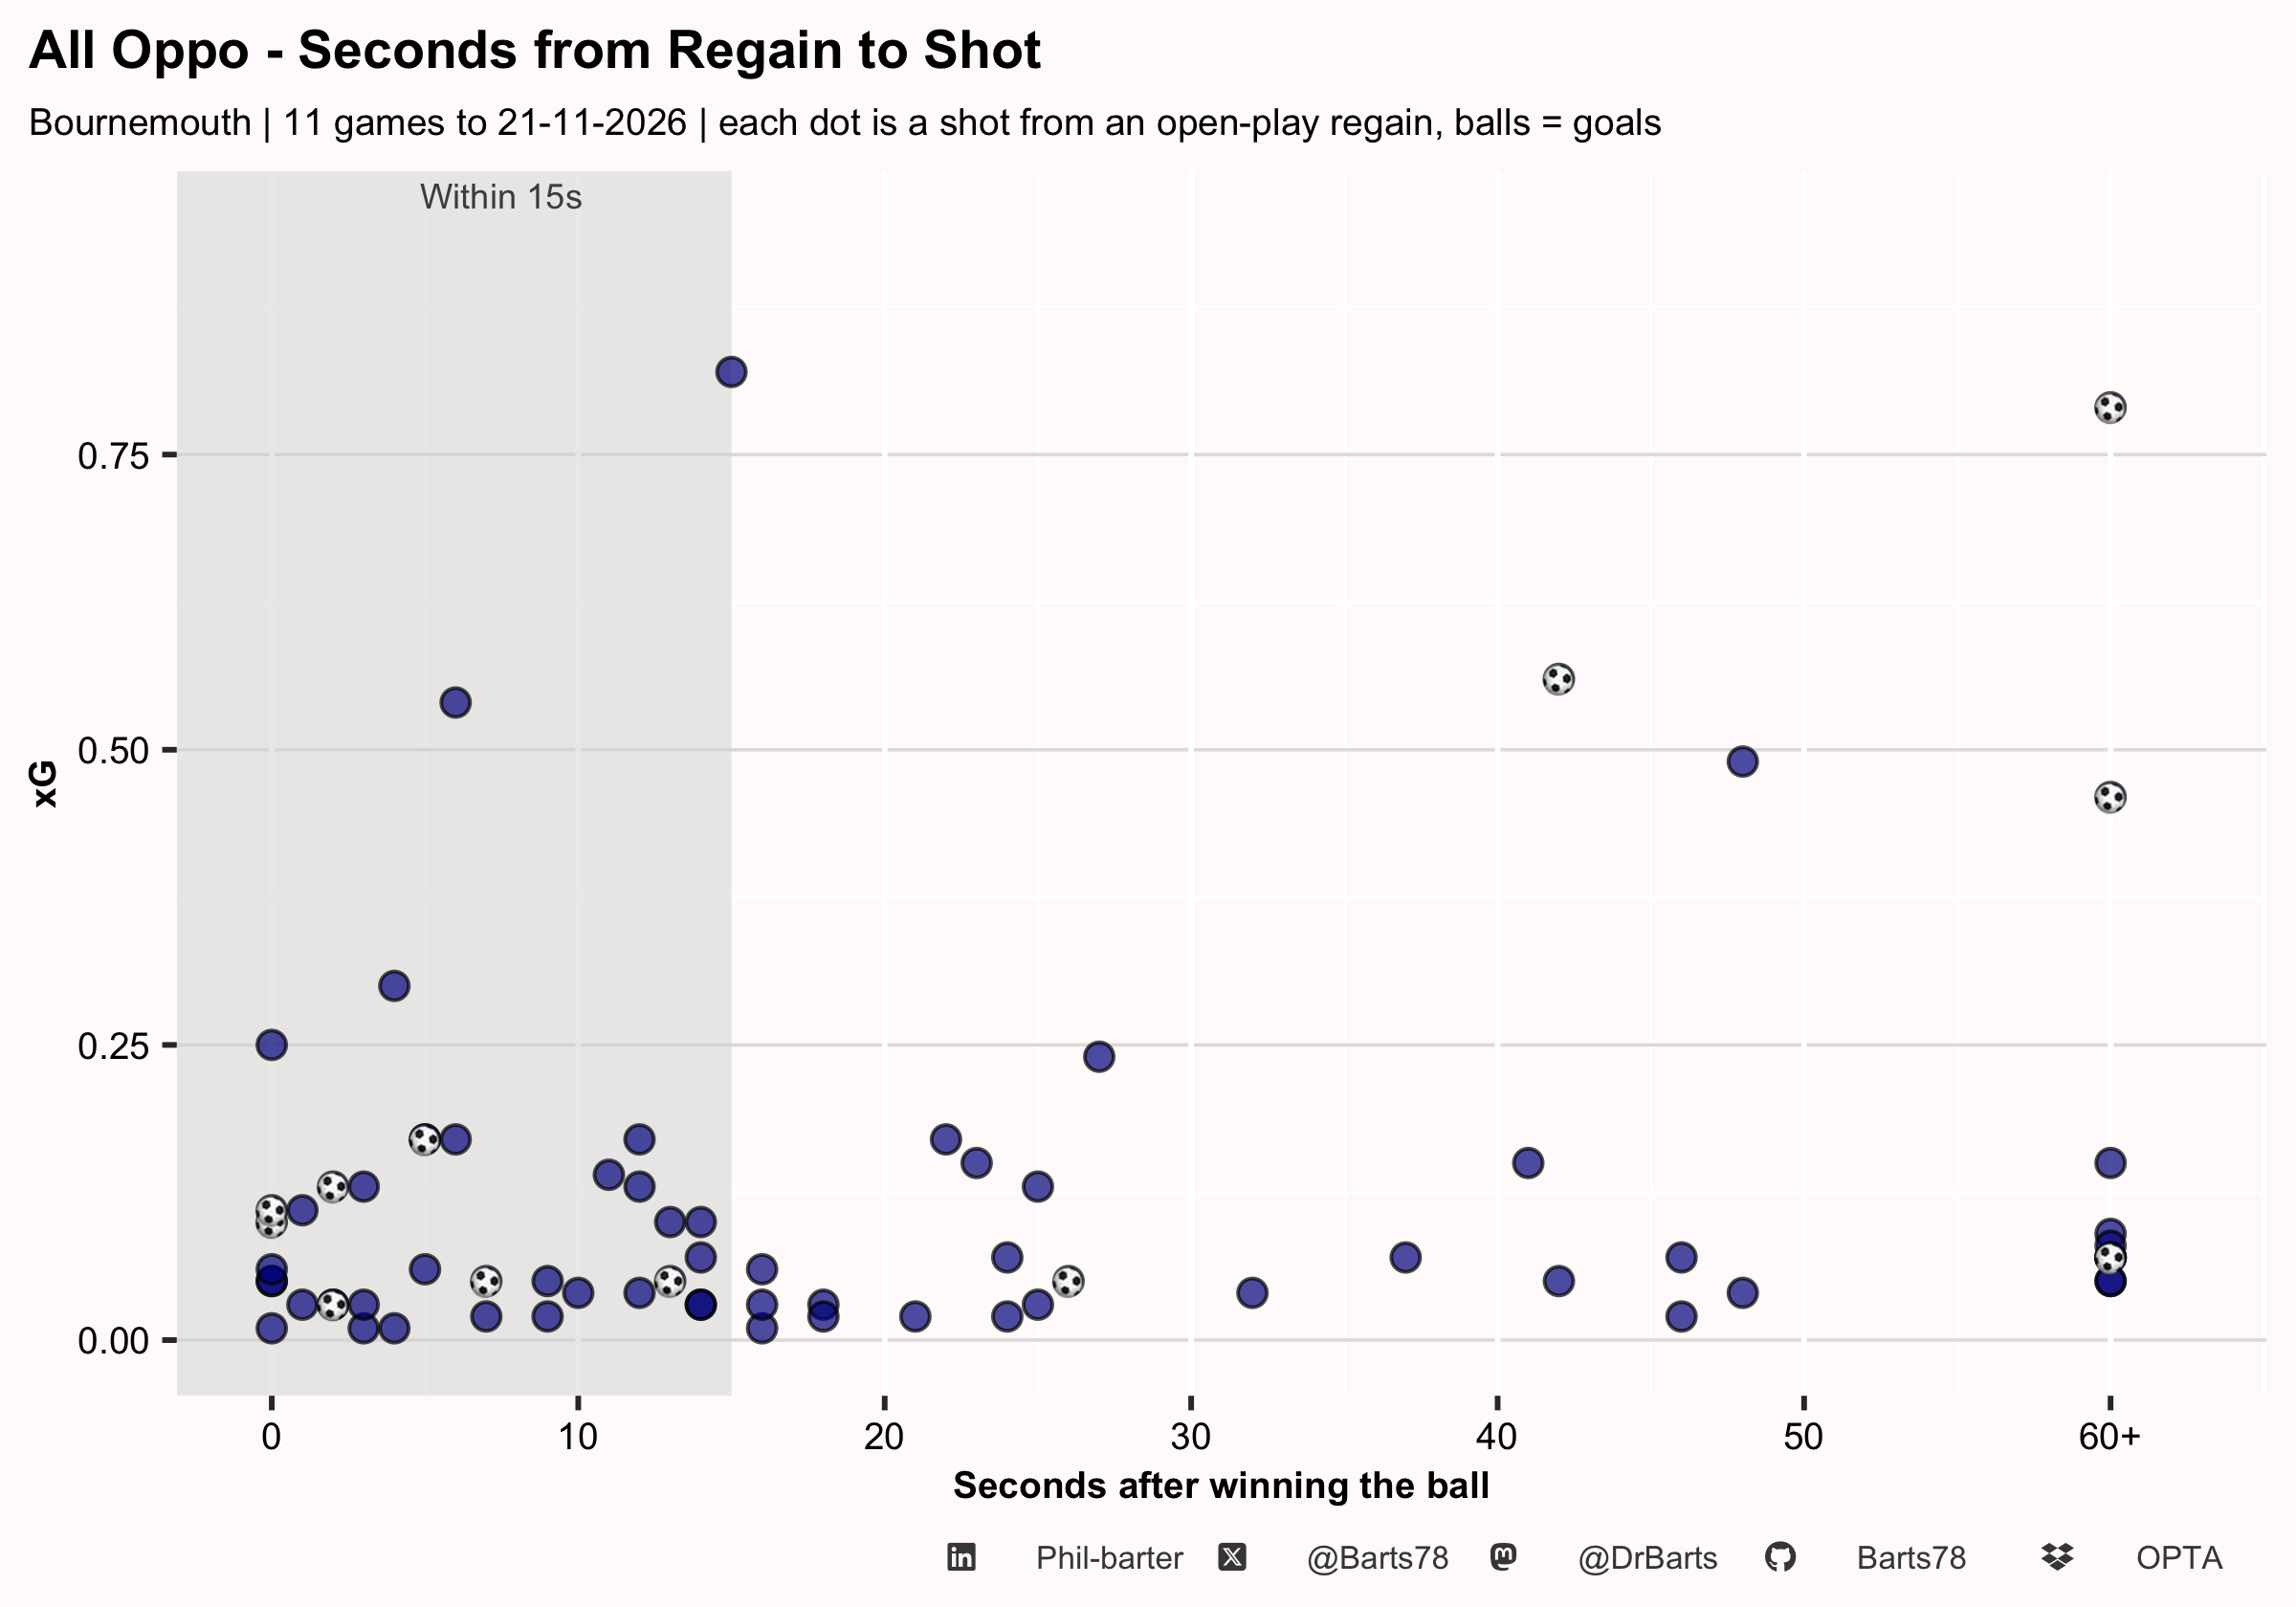 All Oppo - Seconds from Regain to Shot
Bournemouth | 11 games to 21-11-2026 | each dot is a shot from an open-play regain, balls = goals
Within 15s
0.75
0.50
0.25
0.00
xG
0 10 20 30 40 50 60+
Seconds after winning the ball
Phil-barter @Barts78 @DrBarts Barts78 OPTA